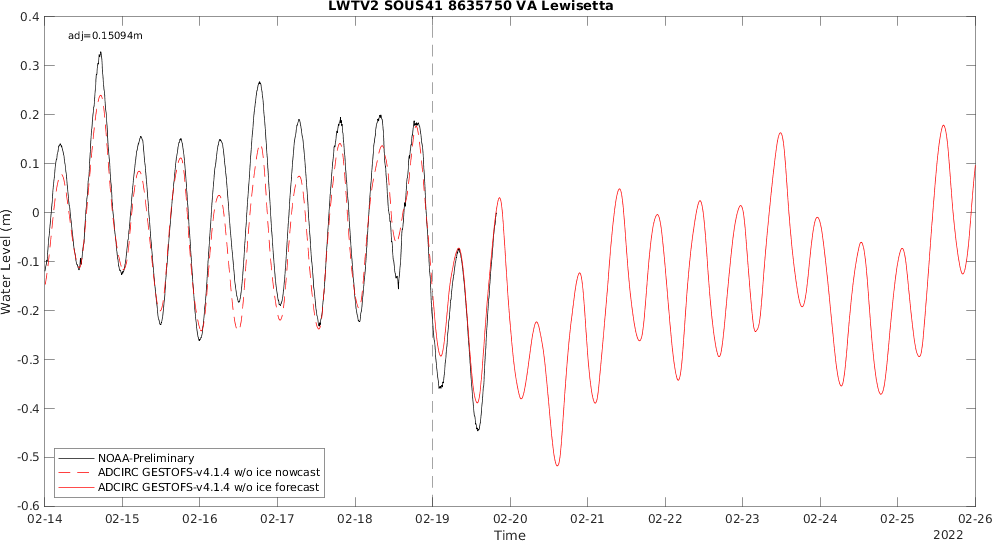 LWTV2 SOUS41 8635750 VA Lewisetta
adj=0.15094m
0.4
0.3
0.2
0.1
0
-0.1
-0.2
-0.3
-0.4
-0.5
-0.6
Water Level (m)
NOAA-Preliminary
ADCIRC GESTOFS-v4.1.4 w/o ice nowcast
ADCIRC GESTOFS-v4.1.4 w/o ice forecast
02-14 02-15 02-16 02-17 02-18 02-19 02-20 02-21 02-22 02-23 02-24 02-25 02-26
Time
2022